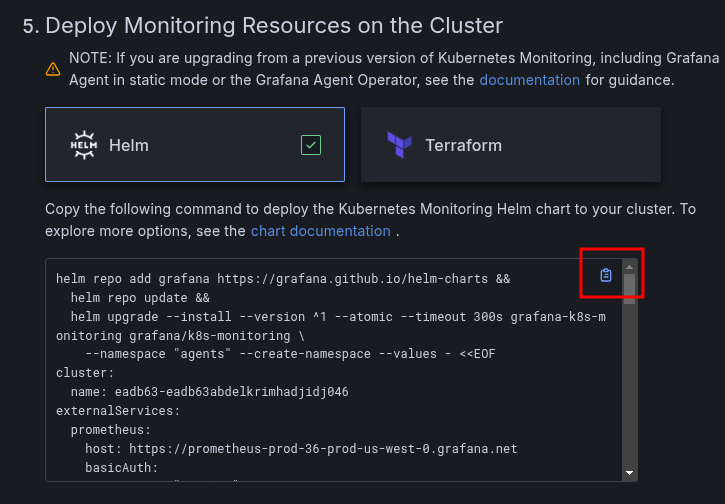 5. Deploy Monitoring Resources on the Cluster
NOTE: If you are upgrading from a previous version of Kubernetes Monitoring, including Grafana
Agent in static mode or the Grafana Agent Operator, see the documentation for guidance.
HELM Helm
Terraform
Copy the following command to deploy the Kubernetes Monitoring Helm chart to your cluster. To
explore more options, see the chart documentation .
helm repo add grafana https://grafana.github.io/helm-charts &&
  helm repo update &&
  helm upgrade --install --version ^1 --atomic --timeout 300s grafana-k8s-m
onitoring grafana/k8s-monitoring \
    --namespace "agents" --create-namespace --values - <<EOF
cluster:
  name: eadb63-eadb63abdelkrimhadjidj046
externalServices:
  prometheus:
    host: https://prometheus-prod-36-prod-us-west-0.grafana.net
    basicAuth: